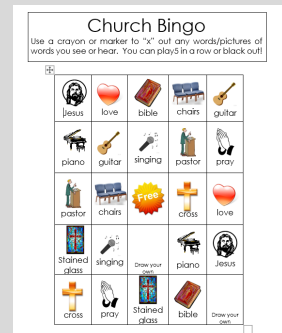 Church Bingo
Use a crayon or marker to "x" out any words/pictures of
words you see or hear. You can play5 in a row or black out!
Jesus love bible chairs guitar
piano guitar singing pastor pray
pastor chairs Free cross love
Stained glass singing Draw your own piano Jesus
cross pray Stained glass bible Draw your own